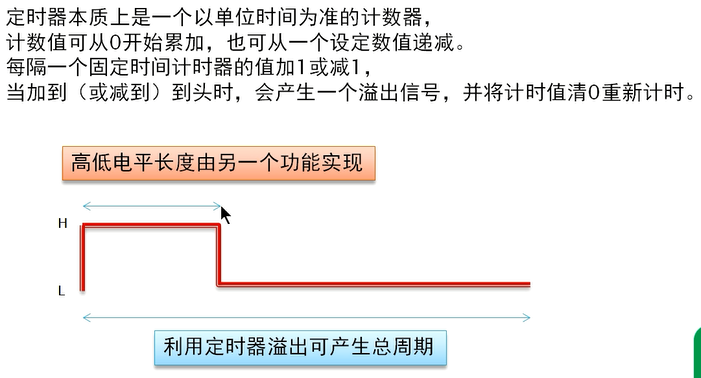 定时器本质上是一个以单位时间为准的计数器，
计数值可从0开始累加，也可从一个设定数值递减。
每隔一个固定时间计时器的值加1或减1，
当加到（或减到）到头时，会产生一个溢出信号，并将计时值清0重新计时。
高低电平长度由另一个功能实现
H
L
利用定时器溢出可产生总周期